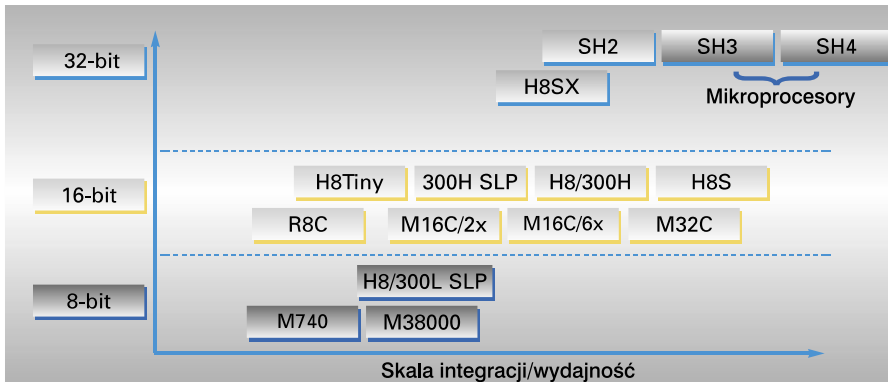 32-bit
SH2 SH3 SH4
H8SX
Mikroprocesory
16-bit
H8Tiny 300H SLP H8/300H H8S
R8C M16C/2x M16C/6x M32C
8-bit
H8/300L SLP
M740 M38000
Skala integracji/wydajność